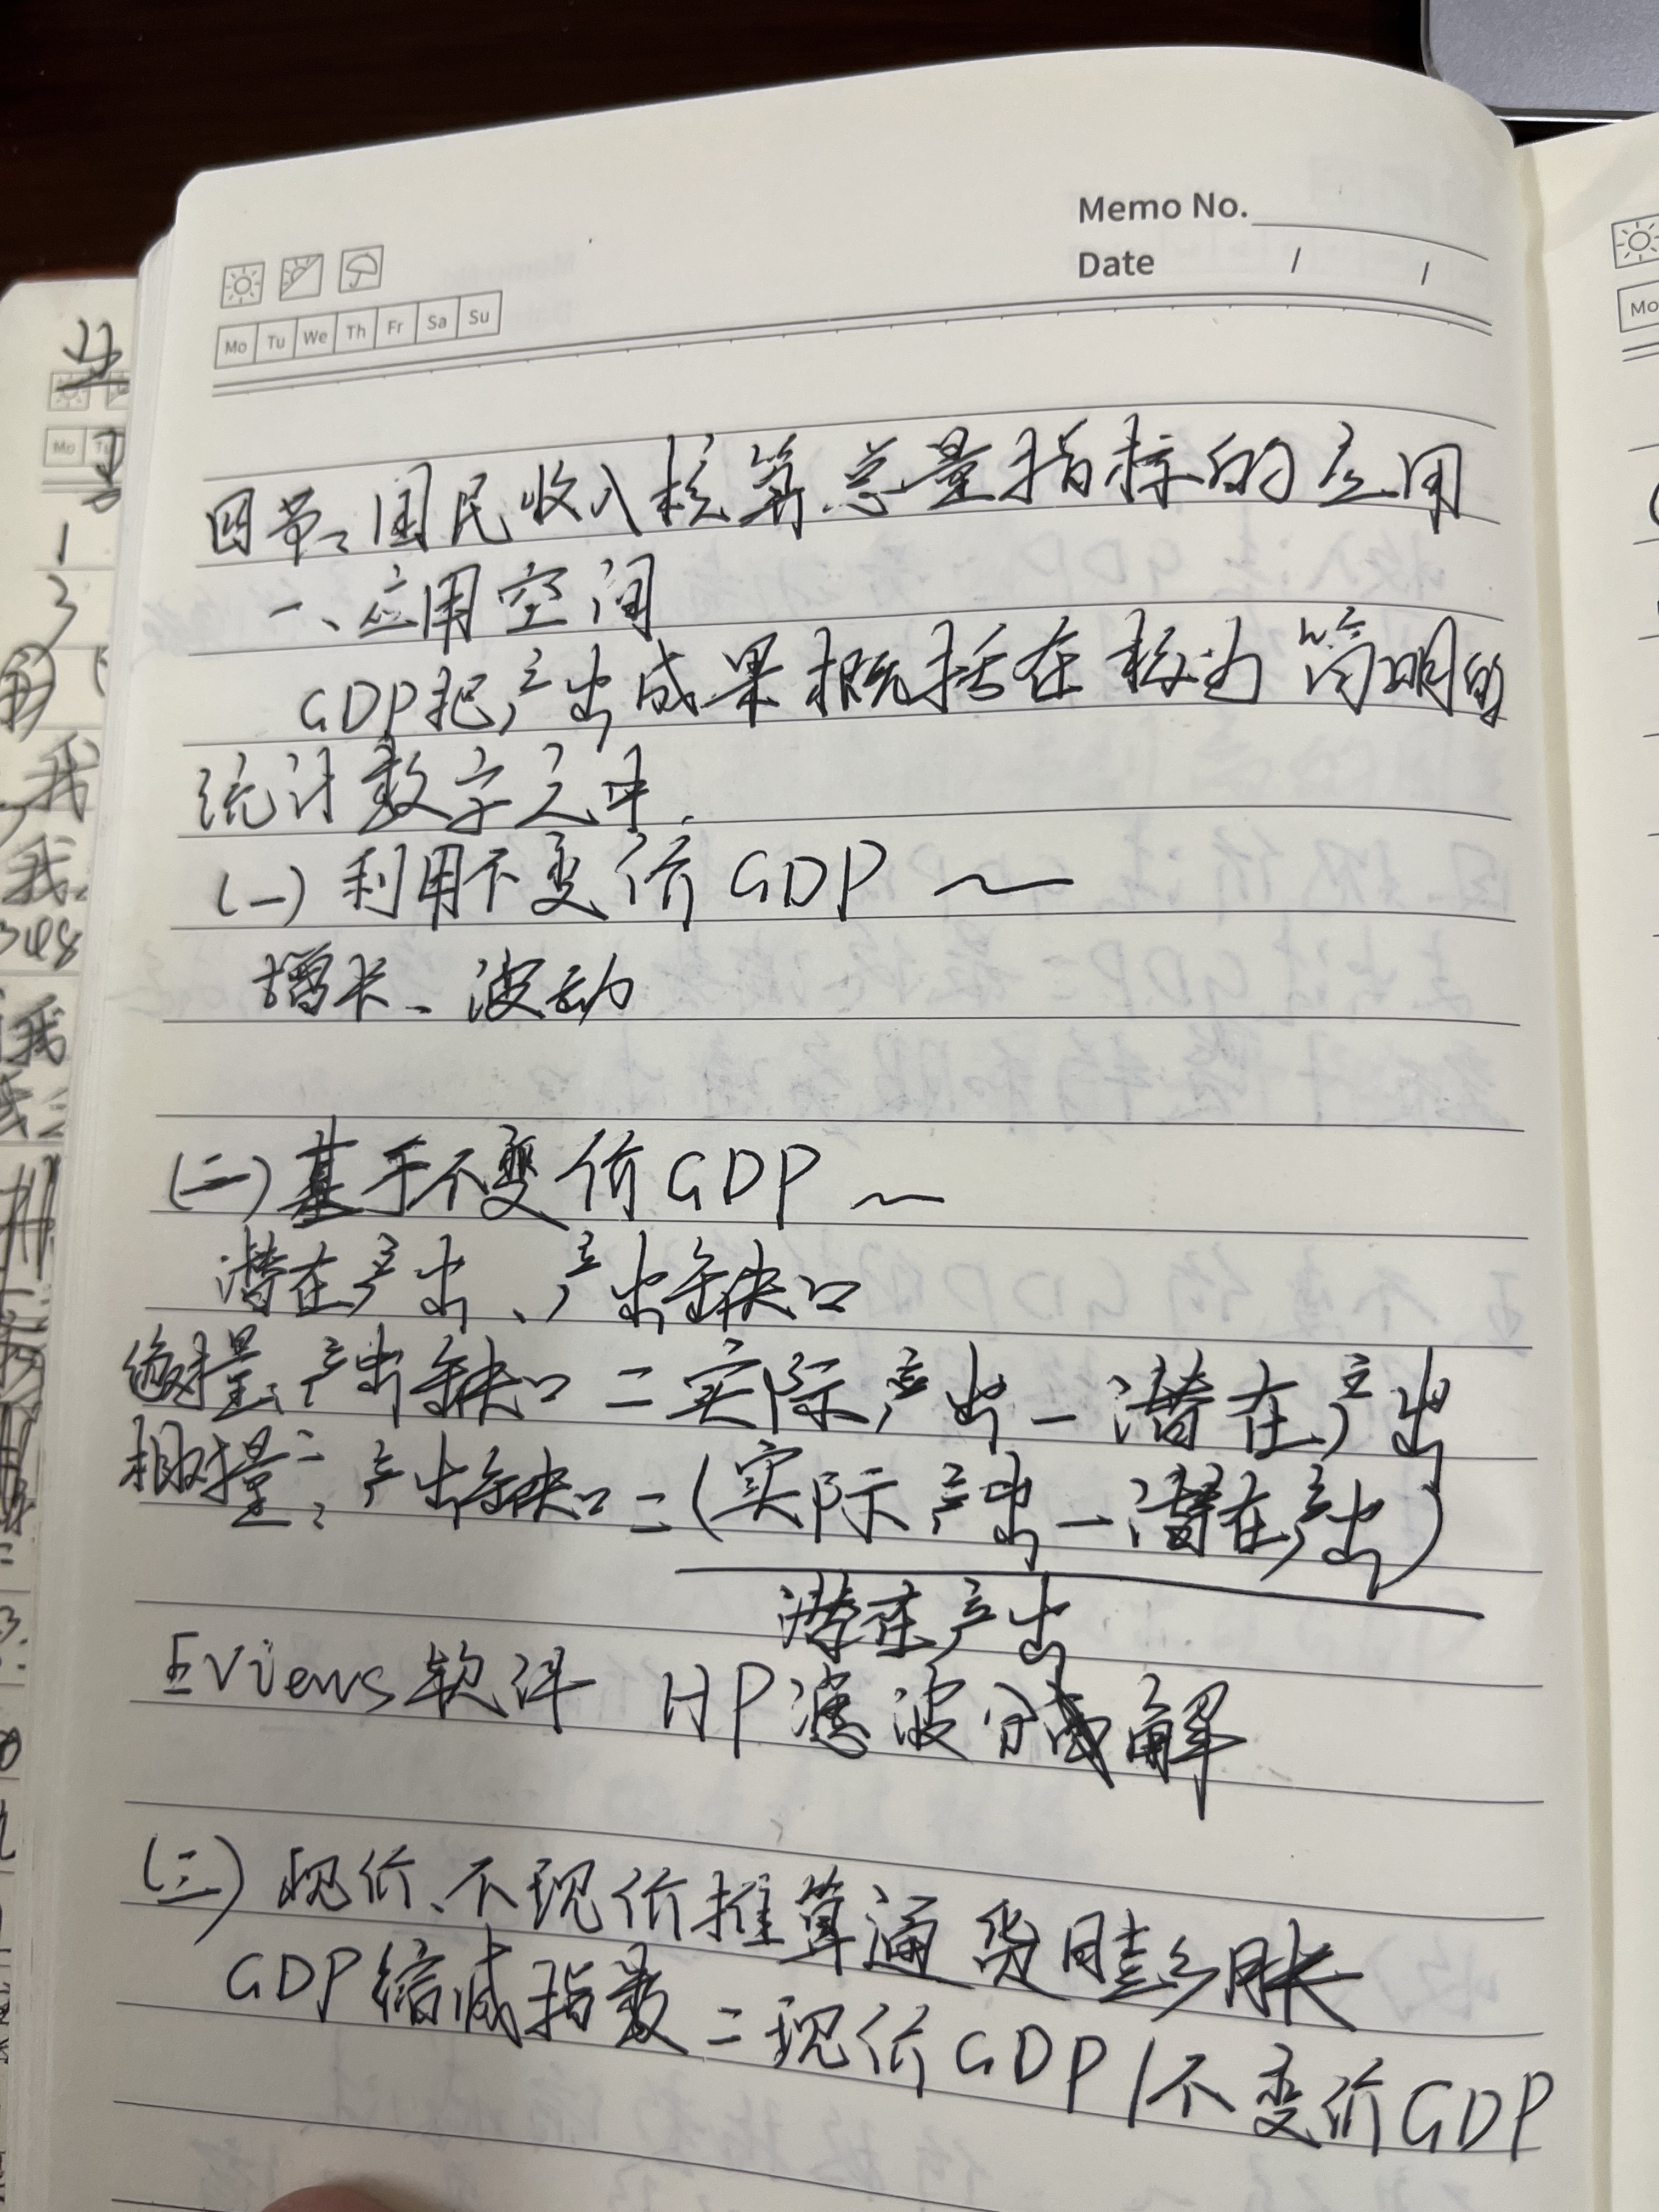 Memo No.
Date / /
Mo Tu We Th Fr Sa Su
四节、国民收入核算总量指标的应用
一、应用空间
GDP把产出成果概括在极为简明的
统计数字之中.
(一) 利用不变价 GDP ～
增长、波动
(二) 基于不变价 GDP ～
潜在产出、产出缺口
绝对量:产出缺口=实际产出-潜在产出
相对量:产出缺口=(实际产出-潜在产出)
潜在产出
EViews软件 HP滤波分解
(三) 现价、不现价推算通货膨胀
GDP缩减指数=现价GDP/不变价GDP
我
我
348
我
Mo